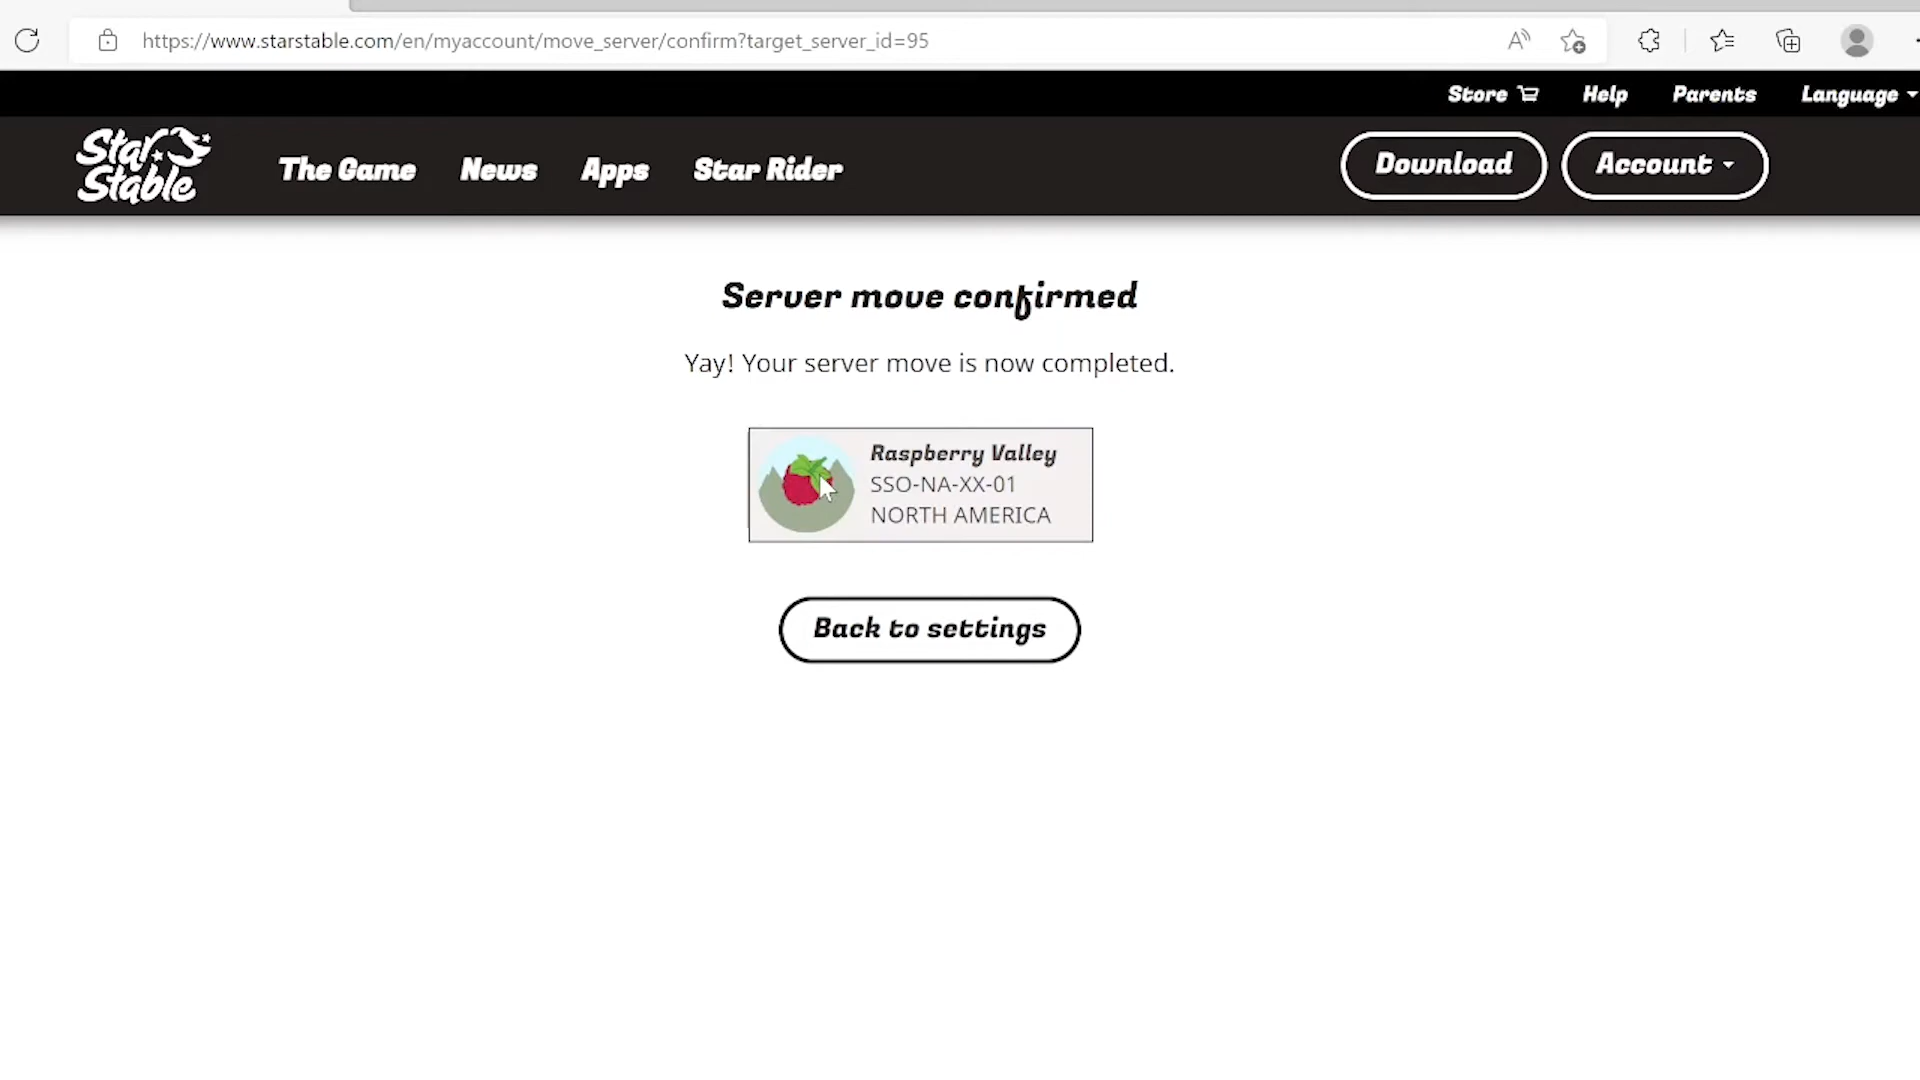 https://www.starstable.com/en/myaccount/move_server/confirm?target_server_id=95
Store Help Parents Language
Star Stable
The Game News Apps Star Rider
Download Account
Server move confirmed
Yay! Your server move is now completed.
Raspberry Valley
SSO-NA-XX-01
NORTH AMERICA
Back to settings